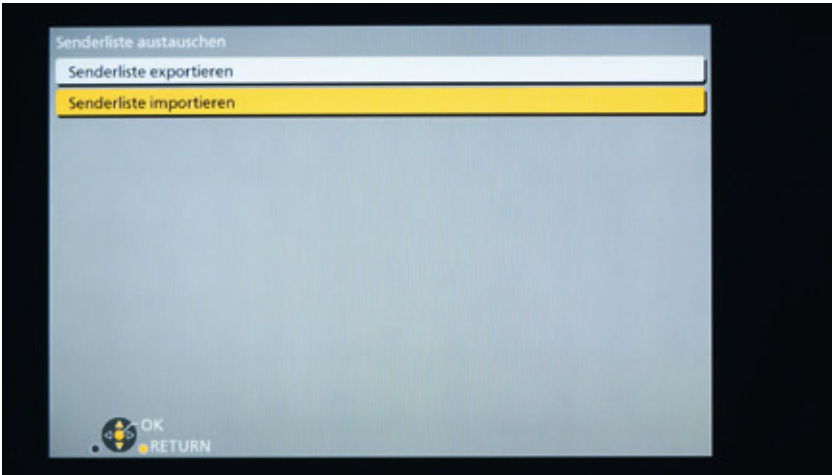 Senderliste austauschen
Senderliste exportieren
Senderliste importieren
OK
RETURN